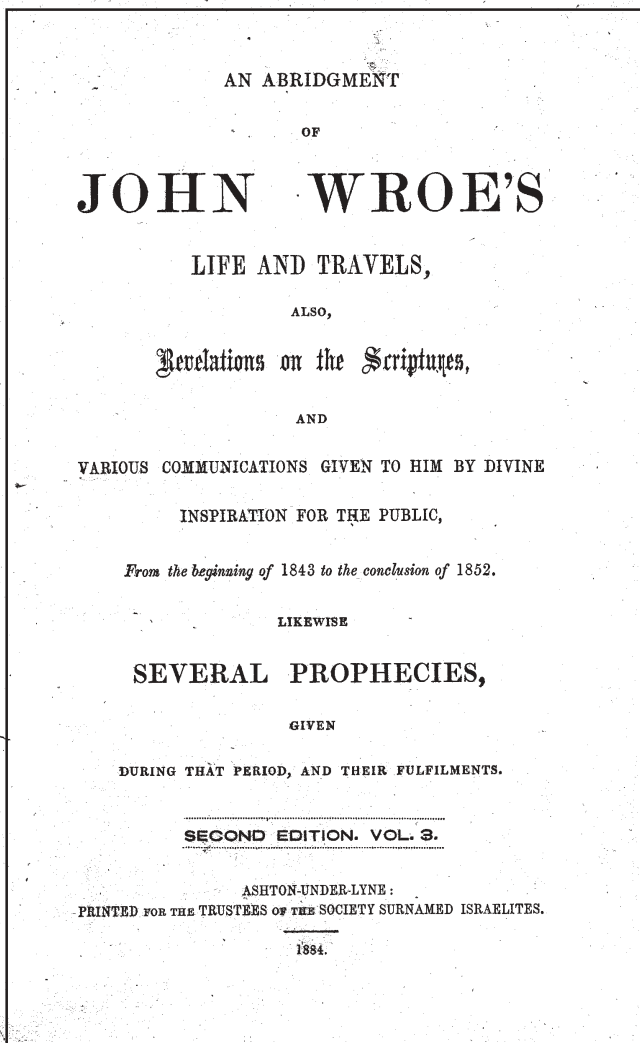 AN ABRIDGMENT
OF
JOHN WROE'S
LIFE AND TRAVELS,
ALSO,
Revelations on the Scriptures,
AND
VARIOUS COMMUNICATIONS GIVEN TO HIM BY DIVINE
INSPIRATION FOR THE PUBLIC,
From the beginning of 1843 to the conclusion of 1852.
LIKEWISE
SEVERAL PROPHECIES,
GIVEN
DURING THAT PERIOD, AND THEIR FULFILMENTS.
SECOND EDITION. VOL. 3.
ASHTON-UNDER-LYNE:
PRINTED FOR THE TRUSTEES OF THE SOCIETY SURNAMED ISRAELITES.
1884.